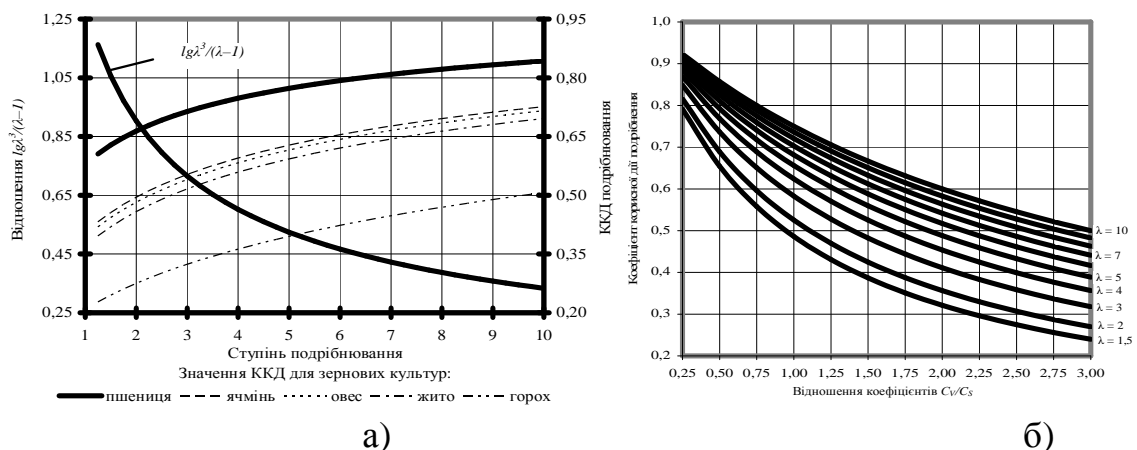 1,25
1,05
0,85
0,65
0,45
0,25
Відношення lgλ³/(λ–1)
lgλ³/(λ–1)
0,95
0,80
0,65
0,50
0,35
0,20
ККД подрібнювання
1 2 3 4 5 6 7 8 9 10
Ступінь подрібнювання
Значення ККД для зернових культур:
пшениця ячмінь овес жито горох
а)
1,0
0,9
0,8
0,7
0,6
0,5
0,4
0,3
0,2
Коефіцієнт корисної дії подрібнення
λ = 10
λ = 7
λ = 5
λ = 4
λ = 3
λ = 2
λ = 1,5
0,25 0,50 0,75 1,00 1,25 1,50 1,75 2,00 2,25 2,50 2,75 3,00
Відношення коефіцієнтів CV/CS
б)